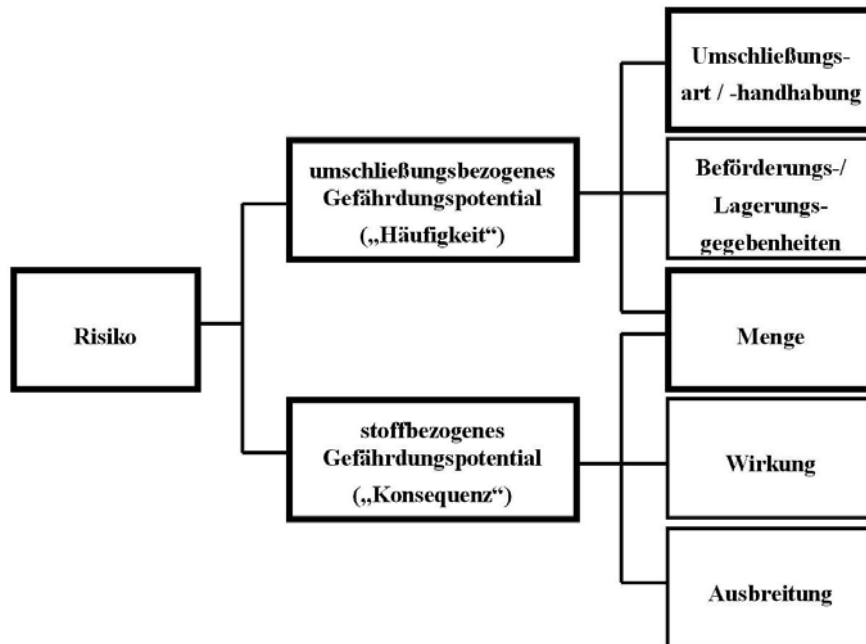 Risiko
umschließungsbezogenes
Gefährdungspotential
(„Häufigkeit“)
stoffbezogenes
Gefährdungspotential
(„Konsequenz“)
Umschließungs-
art / -handhabung
Beförderungs-/
Lagerungs-
gegebenheiten
Menge
Wirkung
Ausbreitung